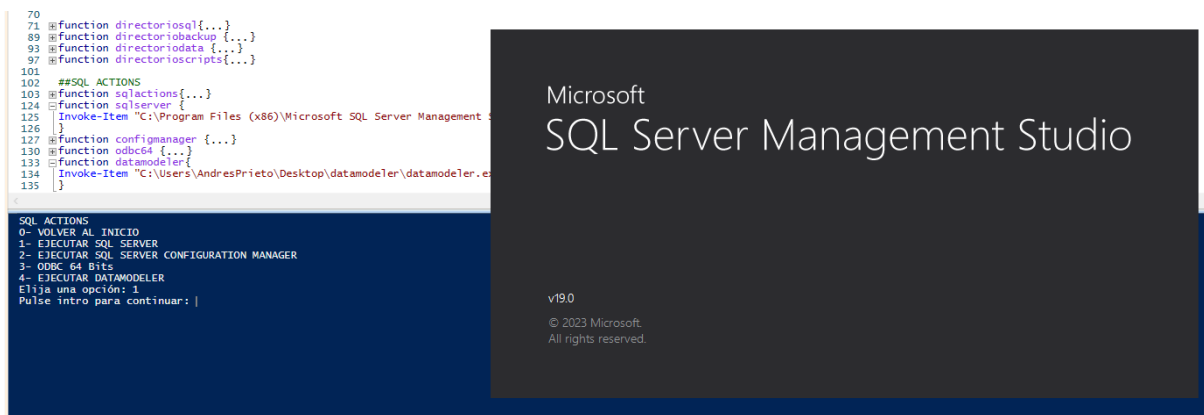 70
71 function directoriosql{...}
89 function directoriobackup {...}
93 function directoriodata {...}
97 function directorioscripts{...}
101
102 ##SQL ACTIONS
103 function sqlactions{...}
124 function sqlserver {
125 Invoke-Item "C:\Program Files (x86)\Microsoft SQL Server Management
126 }
127 function configmanager {...}
130 function odbc64 {...}
133 function datamodeler{
134 Invoke-Item "C:\Users\AndresPrieto\Desktop\datamodeler\datamodeler.ex
135 }
SQL ACTIONS
0- VOLVER AL INICIO
1- EJECUTAR SQL SERVER
2- EJECUTAR SQL SERVER CONFIGURATION MANAGER
3- ODBC 64 Bits
4- EJECUTAR DATAMODELER
Elija una opción: 1
Pulse intro para continuar:
Microsoft
SQL Server Management Studio
v19.0
© 2023 Microsoft.
All rights reserved.